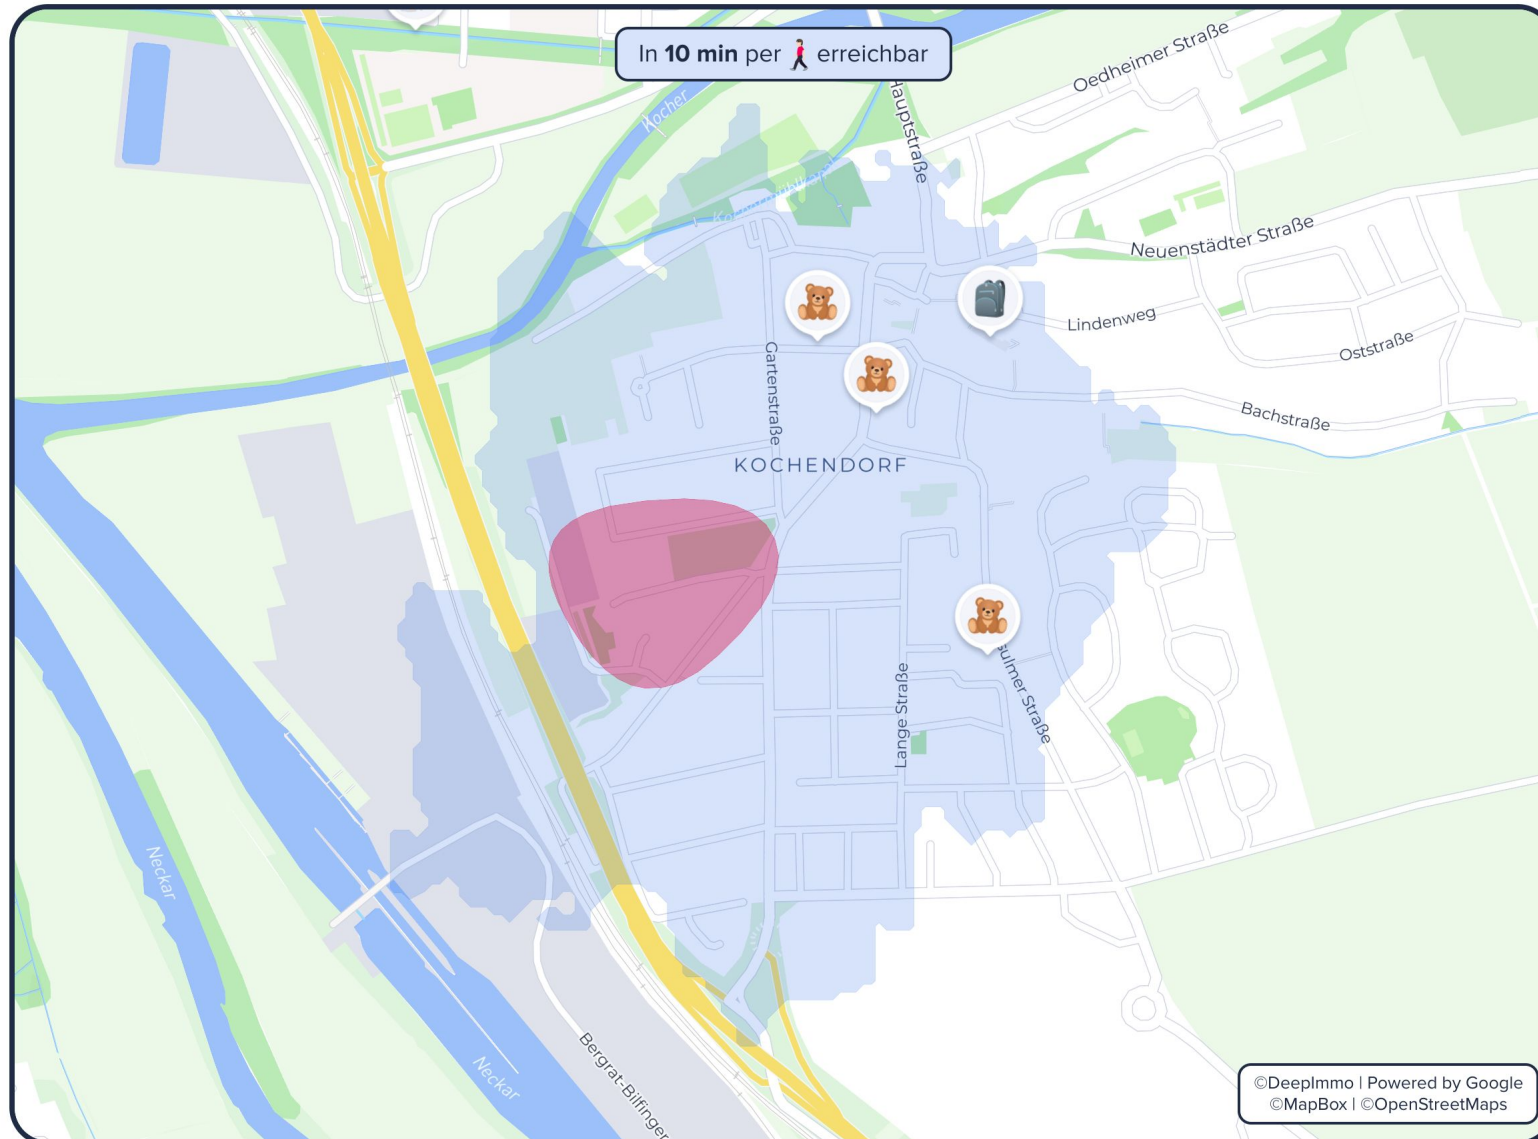 In 10 min per 🚶 erreichbar
Oedheimer Straße
Hauptstraße
Kocher
Neuenstädter Straße
Lindenweg
Oststraße
Gartenstraße
Bachstraße
KOCHENDORF
Lange Straße
sulmer Straße
Neckar
Neckar
Bergrat-Bilfinger
©DeepImmo | Powered by Google
©MapBox | ©OpenStreetMaps